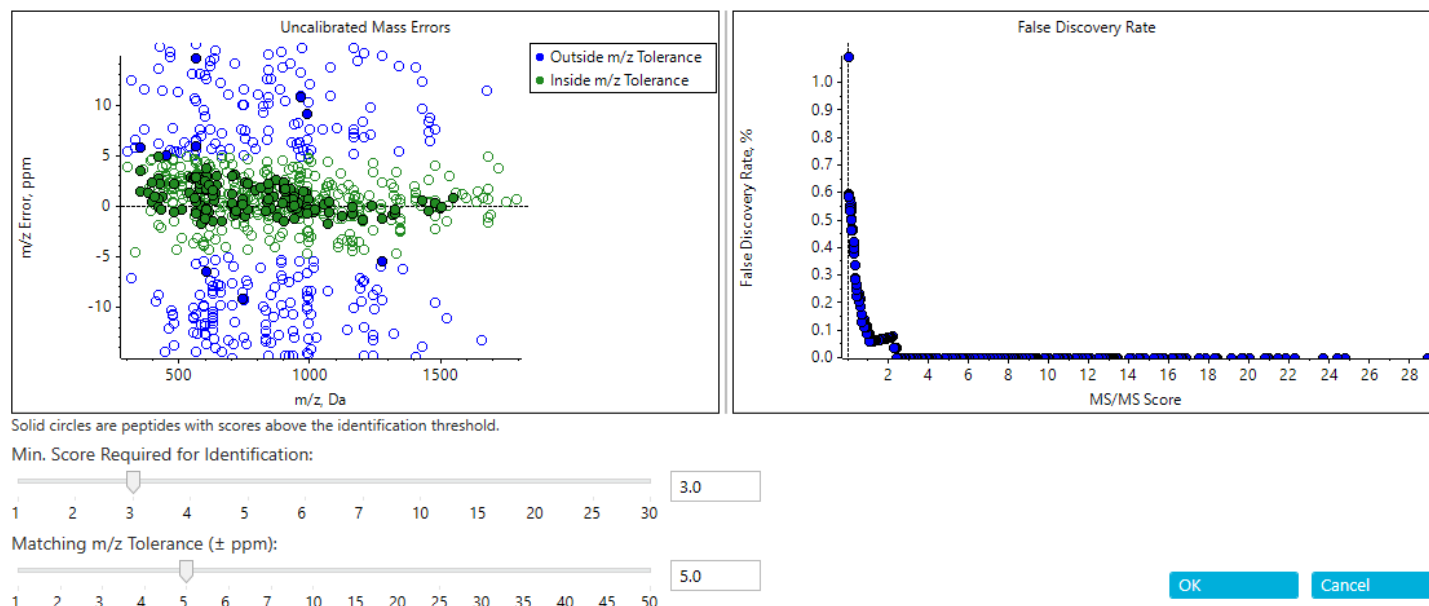 Uncalibrated Mass Errors
Outside m/z Tolerance
Inside m/z Tolerance
m/z Error, ppm
10
5
0
-5
-10
500 1000 1500
m/z, Da
False Discovery Rate
False Discovery Rate, %
1.0
0.9
0.8
0.7
0.6
0.5
0.4
0.3
0.2
0.1
0.0
2 4 6 8 10 12 14 16 18 20 22 24 26 28
MS/MS Score
Solid circles are peptides with scores above the identification threshold.
Min. Score Required for Identification:
3.0
1 2 3 4 5 6 7 10 15 20 25 30
Matching m/z Tolerance (± ppm):
5.0
1 2 3 4 5 6 7 10 15 20 25 30 35 40 45 50
OK Cancel